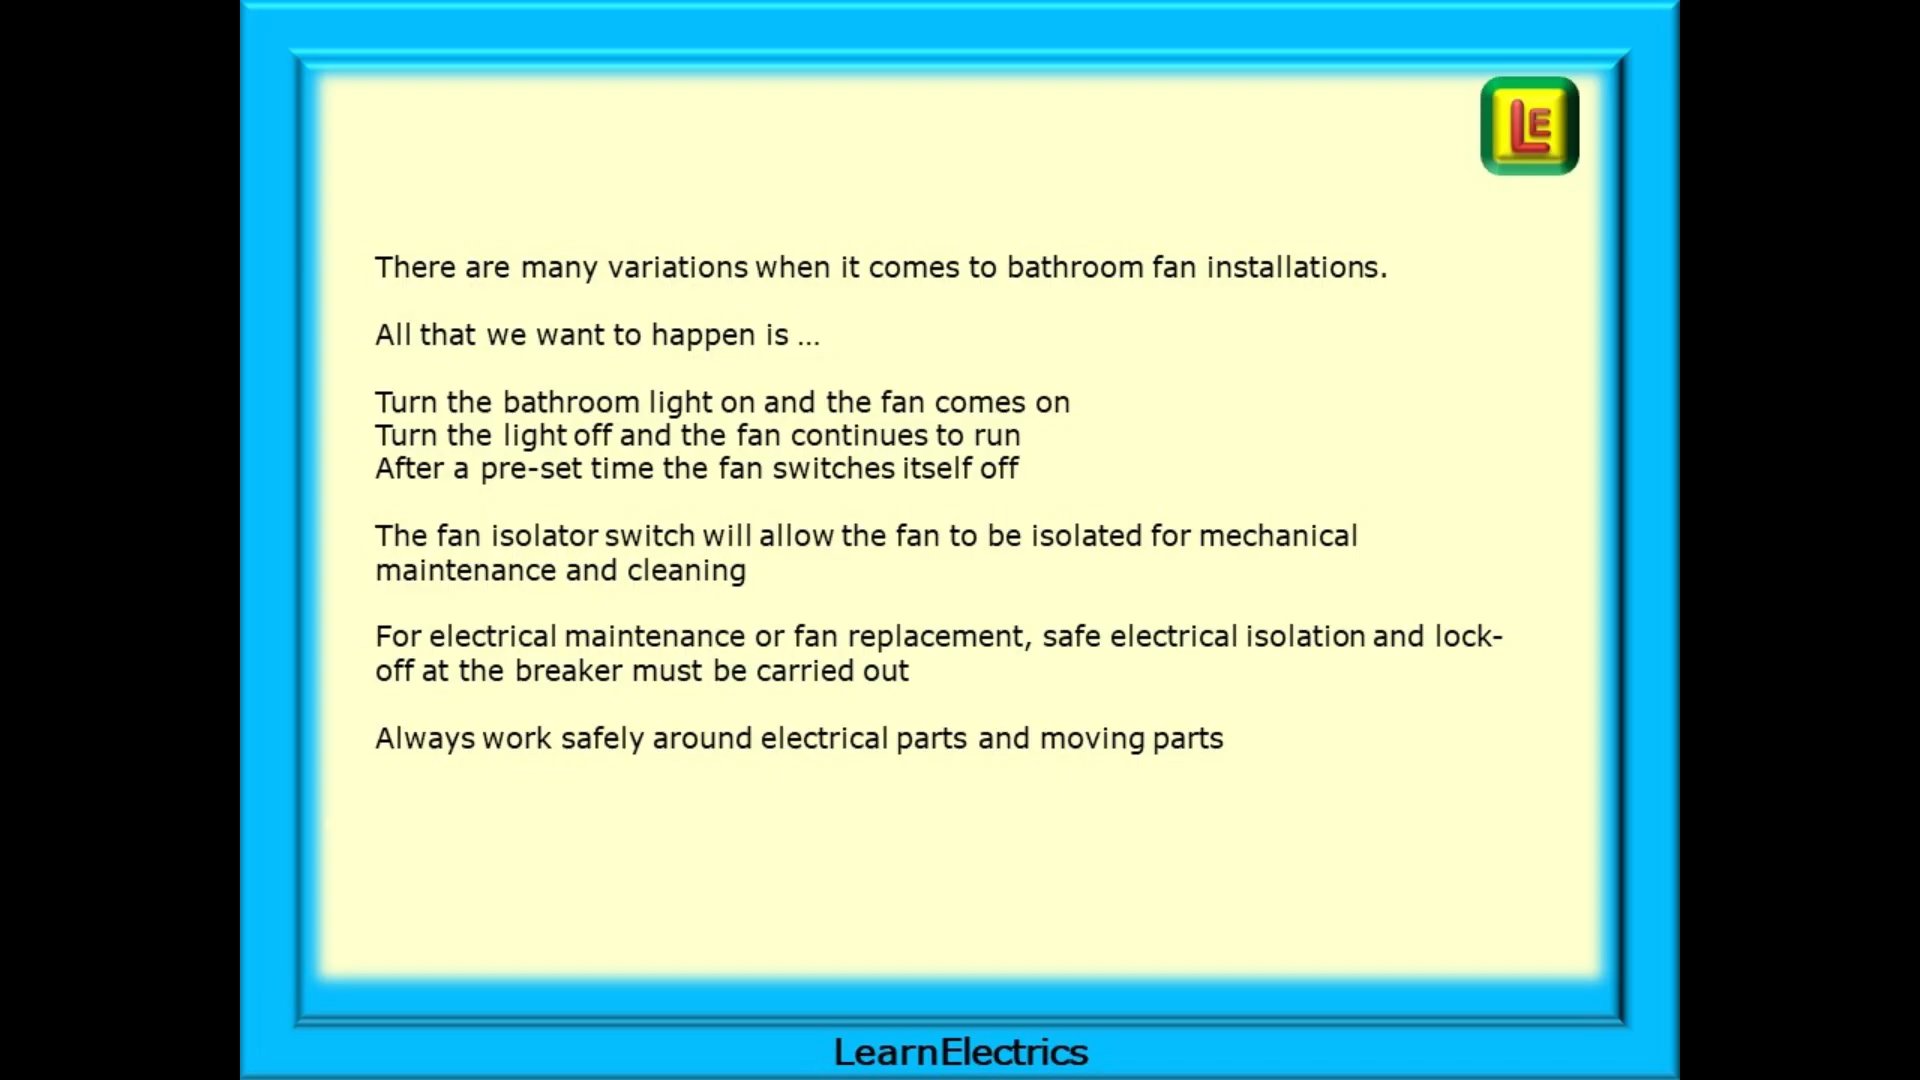 LE
There are many variations when it comes to bathroom fan installations.
All that we want to happen is ...
Turn the bathroom light on and the fan comes on
Turn the light off and the fan continues to run
After a pre-set time the fan switches itself off
The fan isolator switch will allow the fan to be isolated for mechanical
maintenance and cleaning
For electrical maintenance or fan replacement, safe electrical isolation and lock-
off at the breaker must be carried out
Always work safely around electrical parts and moving parts
LearnElectrics